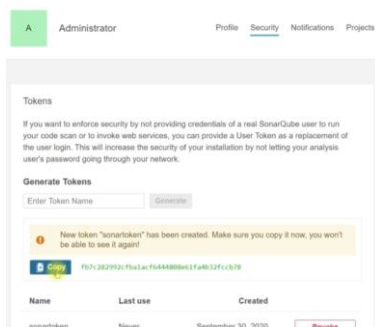 A Administrator Profile Security Notifications Projects
Tokens
If you want to enforce security by not providing credentials of a real SonarQube user to run
your code scan or to invoke web services, you can provide a User Token as a replacement of
the user login. This will increase the security of your installation by not letting your analysis
user's password going through your network.
Generate Tokens
Enter Token Name Generate
New token "sonartoken" has been created. Make sure you copy it now, you won't
be able to see it again!
Copy
Name Last use Created
sonartoken Never September 30, 2020 Revoke